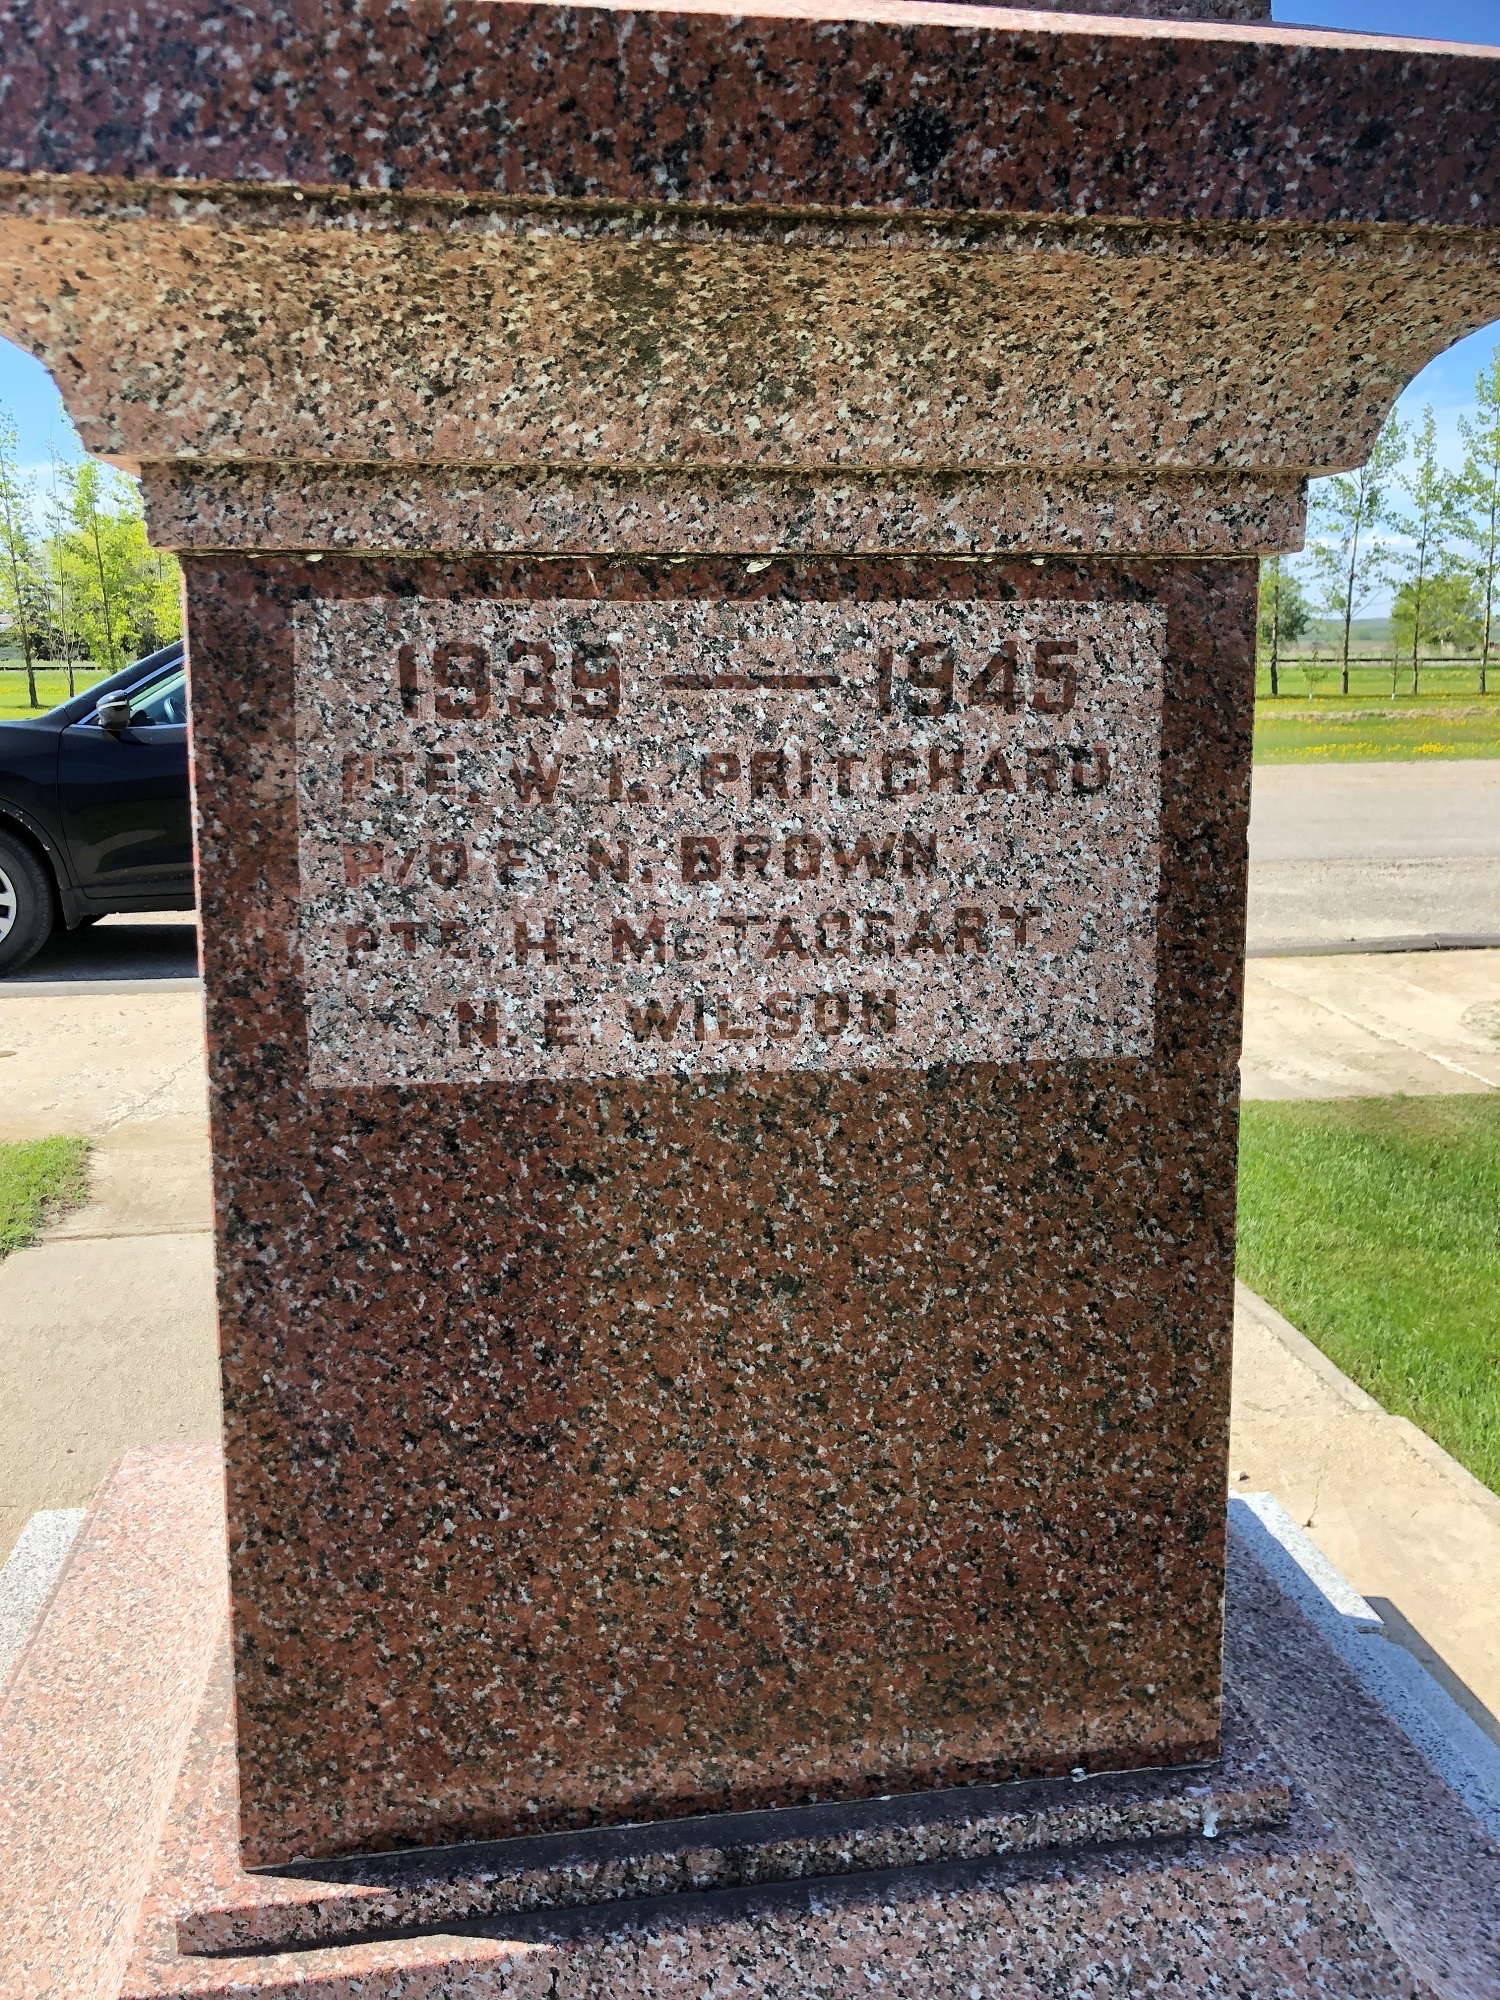 1939 — 1945
PTE. W. L. PRITCHARD
P/O F. N. BROWN
PTE. H. McTAGGART
N. E. WILSON